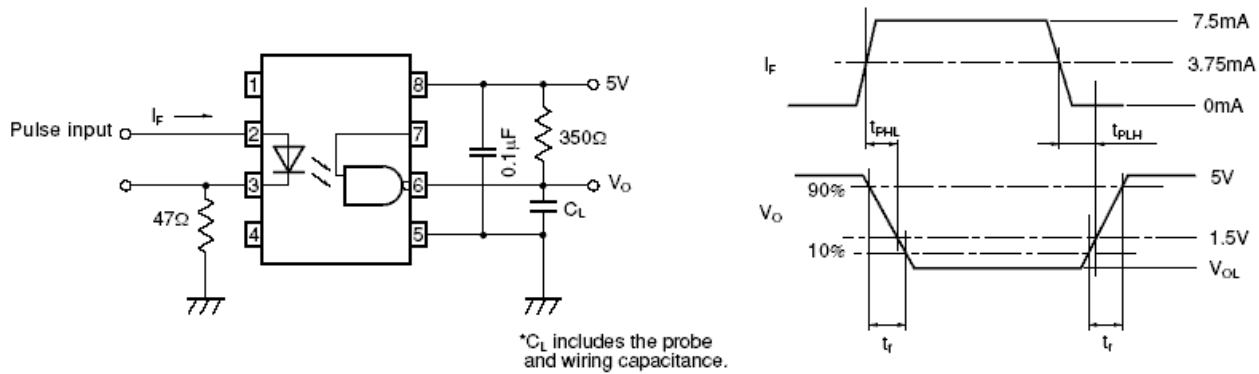 1
2
3
4
8
7
6
5
Pulse input
I_F
47Ω
0.1µF
350Ω
5V
V_O
C_L
*C_L includes the probe
and wiring capacitance.
I_F
7.5mA
3.75mA
0mA
t_PHL
t_PLH
90%
V_O
10%
5V
1.5V
V_OL
t_f
t_r